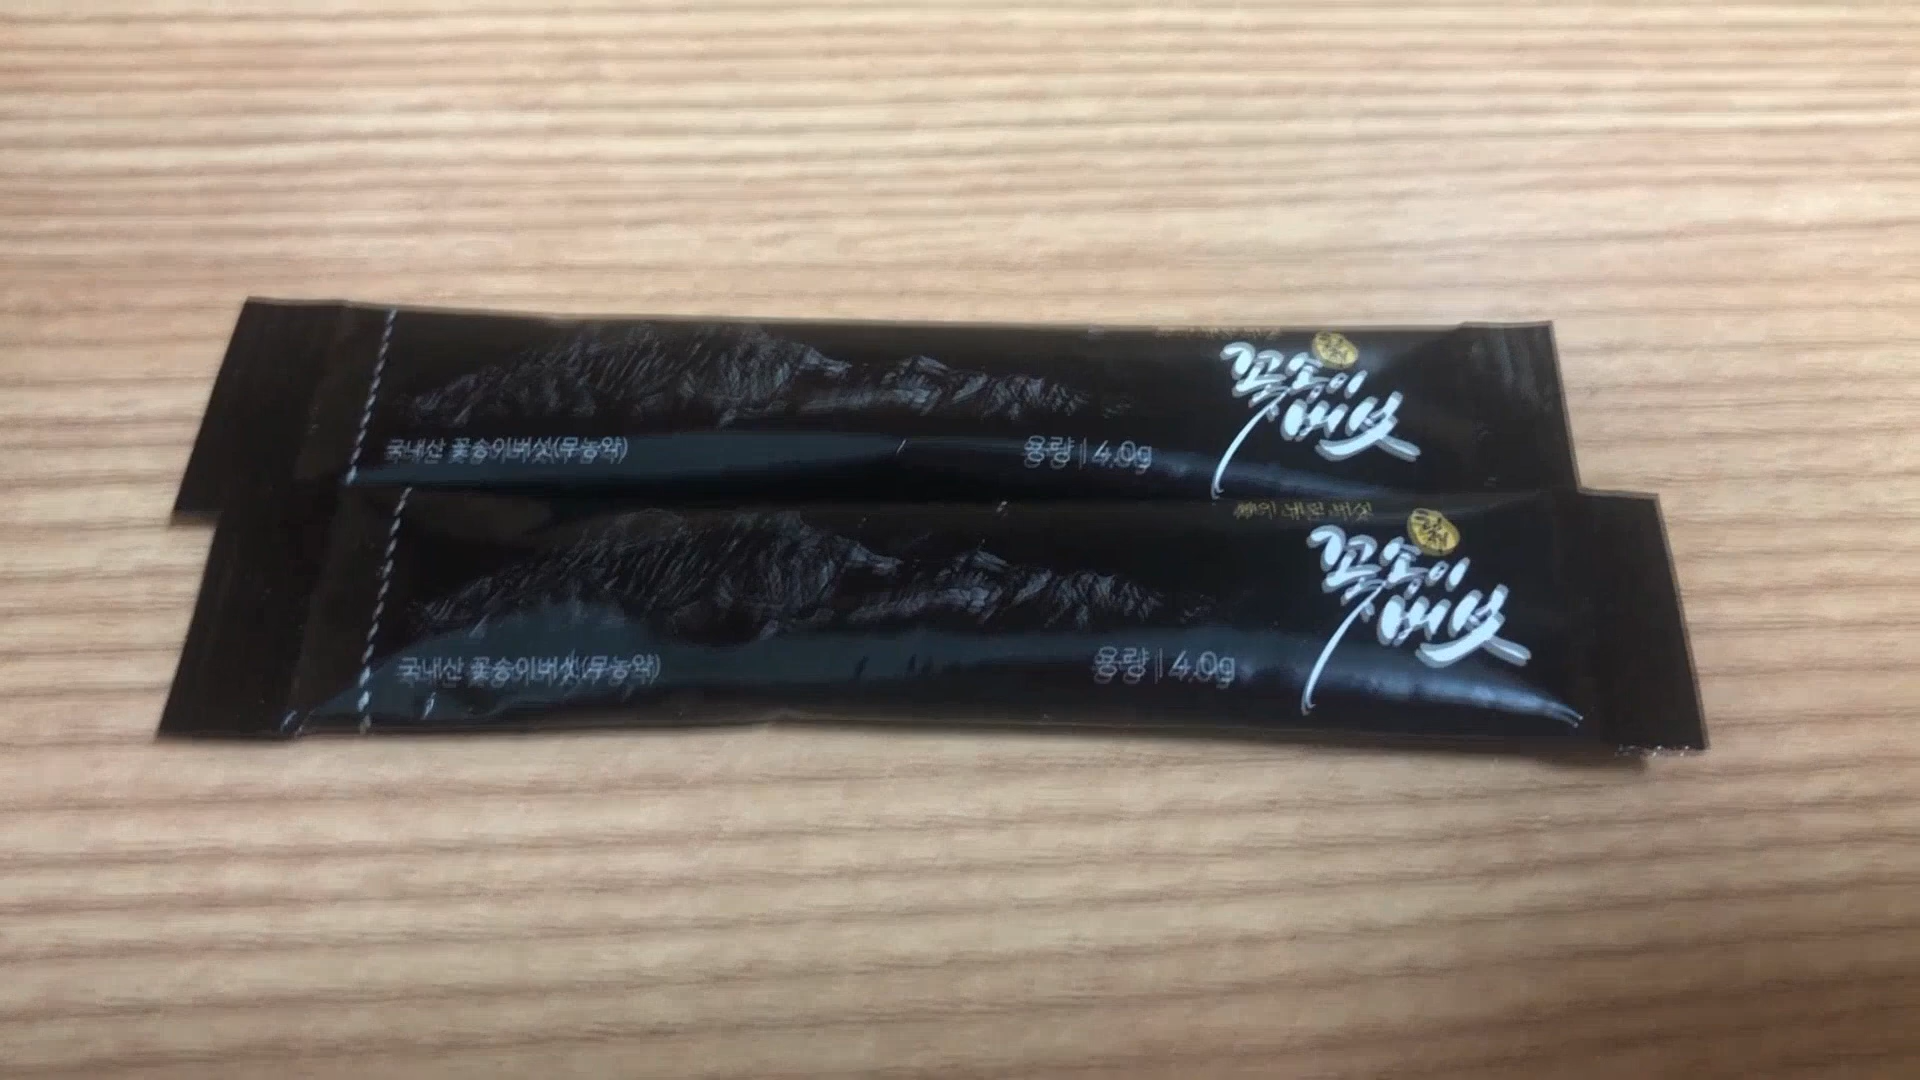 꽃송이
버섯
국내산 꽃송이버섯(무농약)
용량 | 4.0g
꽃송이
버섯
국내산 꽃송이버섯(무농약)
용량 | 4.0g